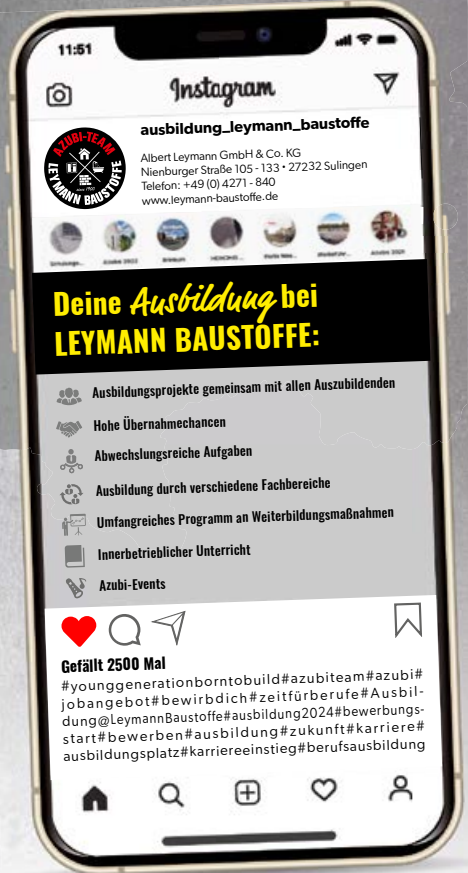 11:51
Instagram
ausbildung_leymann_baustoffe
AZUBI-TEAM
LEYMANN BAUSTOFFE
Albert Leymann GmbH & Co. KG
Nienburger Straße 105 - 133 • 27232 Sulingen
Telefon: +49 (0) 4271 - 840
www.leymann-baustoffe.de
Deine Ausbildung bei
LEYMANN BAUSTOFFE:
Ausbildungsprojekte gemeinsam mit allen Auszubildenden
Hohe Übernahmechancen
Abwechslungsreiche Aufgaben
Ausbildung durch verschiedene Fachbereiche
Umfangreiches Programm an Weiterbildungsmaßnahmen
Innerbetrieblicher Unterricht
Azubi-Events
Gefällt 2500 Mal
#younggenerationborntobuild#azubiteam#azubi#
jobangebot#bewirbdich#zeitfürberufe#Ausbil-
dung@LeymannBaustoffe#ausbildung2024#bewerbungs-
start#bewerben#ausbildung#zukunft#karriere#
ausbildungsplatz#karriereeinstieg#berufsausbildung